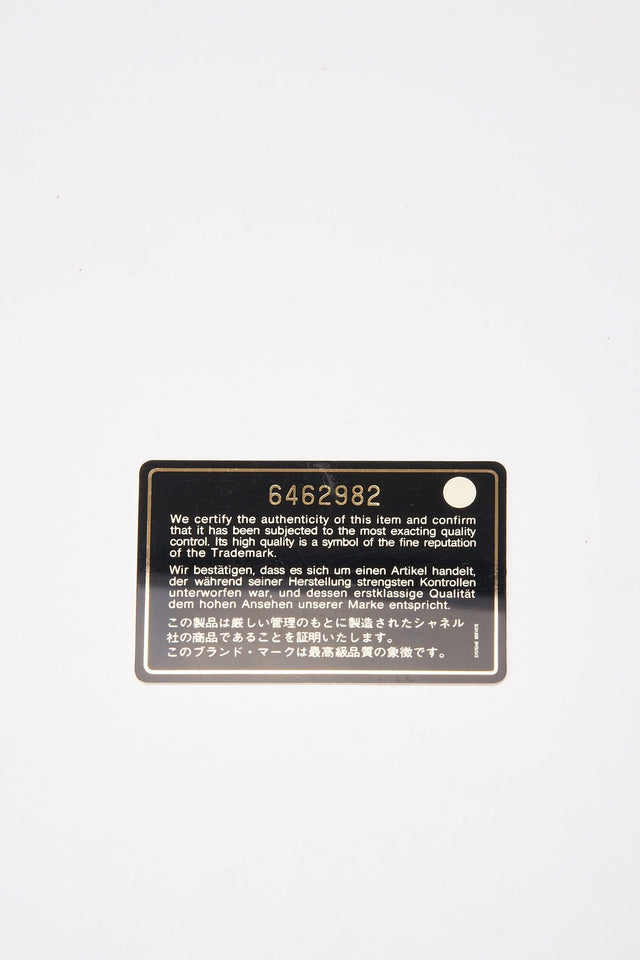 6462982
We certify the authenticity of this item and confirm
that it has been subjected to the most exacting quality
control. Its high quality is a symbol of the fine reputation
of the Trademark.
Wir bestätigen, dass es sich um einen Artikel handelt,
der während seiner Herstellung strengsten Kontrollen
unterworfen war, und dessen erstklassige Qualität
dem hohen Ansehen unserer Marke entspricht.
この製品は厳しい管理のもとに製造されたシャネル
社の商品であることを証明いたします。
このブランド・マークは最高級品質の象徴です。